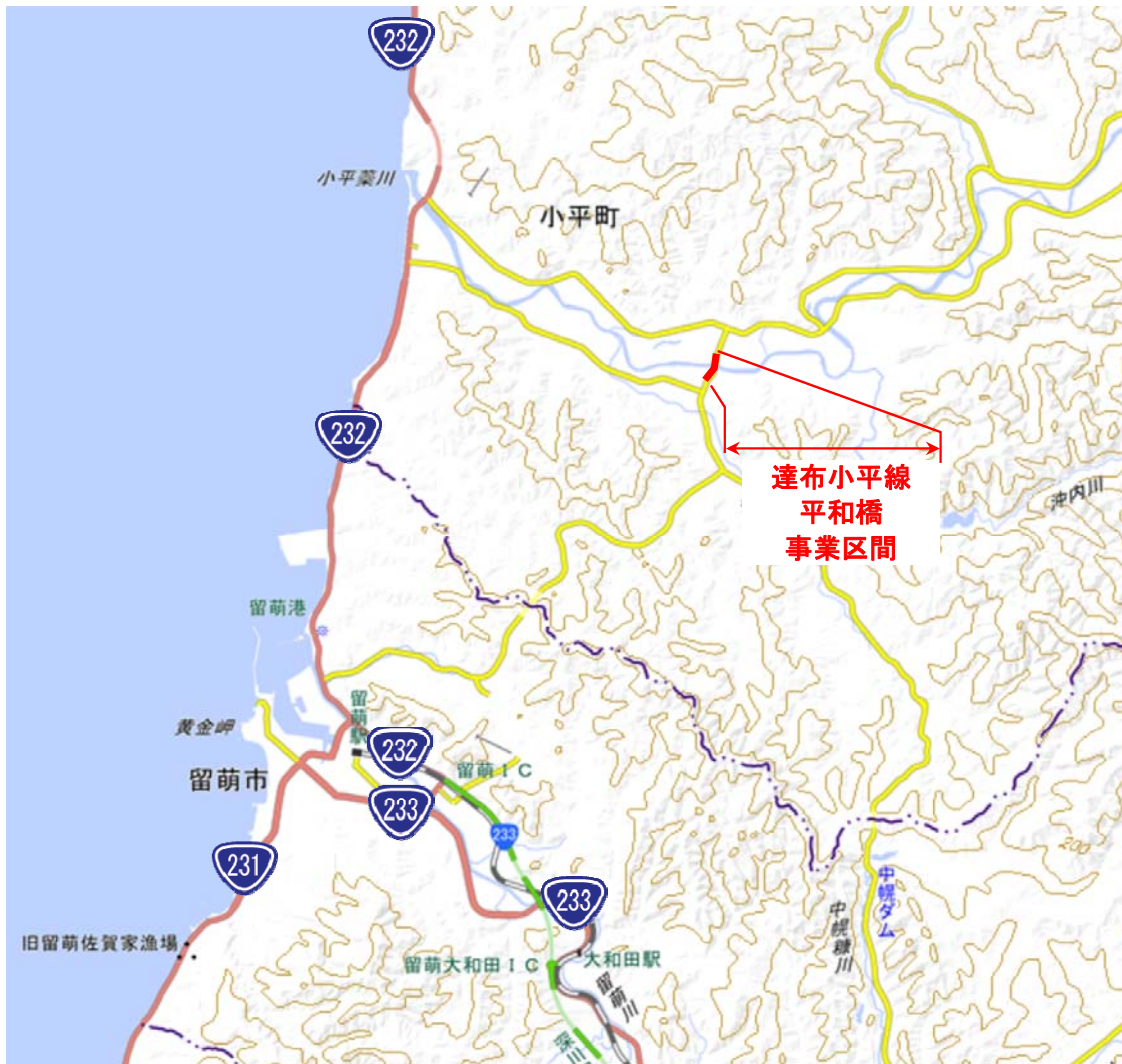 232
小平蘂川
小平町
232
達布小平線
平和橋
事業区間
沖内川
留萌港
黄金岬
留萌駅
232
留萌IC
留萌市
233
233
231
233
中幌ダム
中幌糠川
旧留萌佐賀家漁場
留萌大和田IC
大和田駅
留萌川
深川